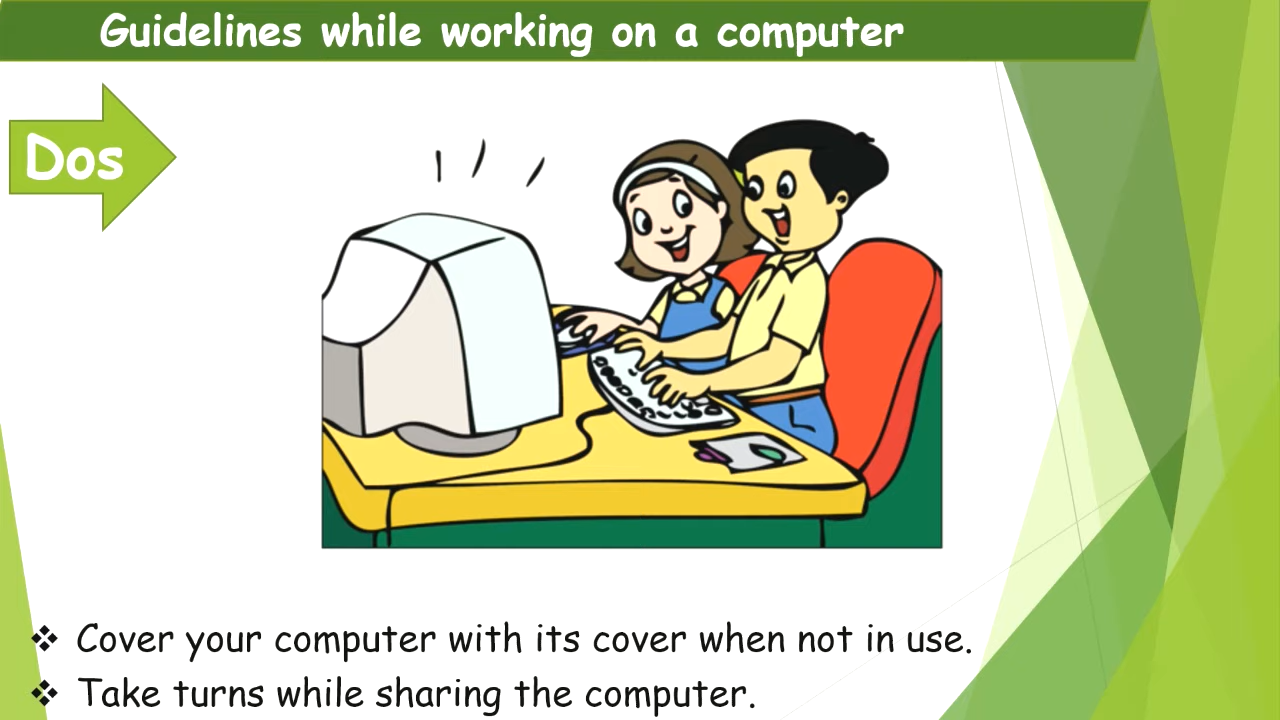 Guidelines while working on a computer
Dos
❖ Cover your computer with its cover when not in use.
❖ Take turns while sharing the computer.